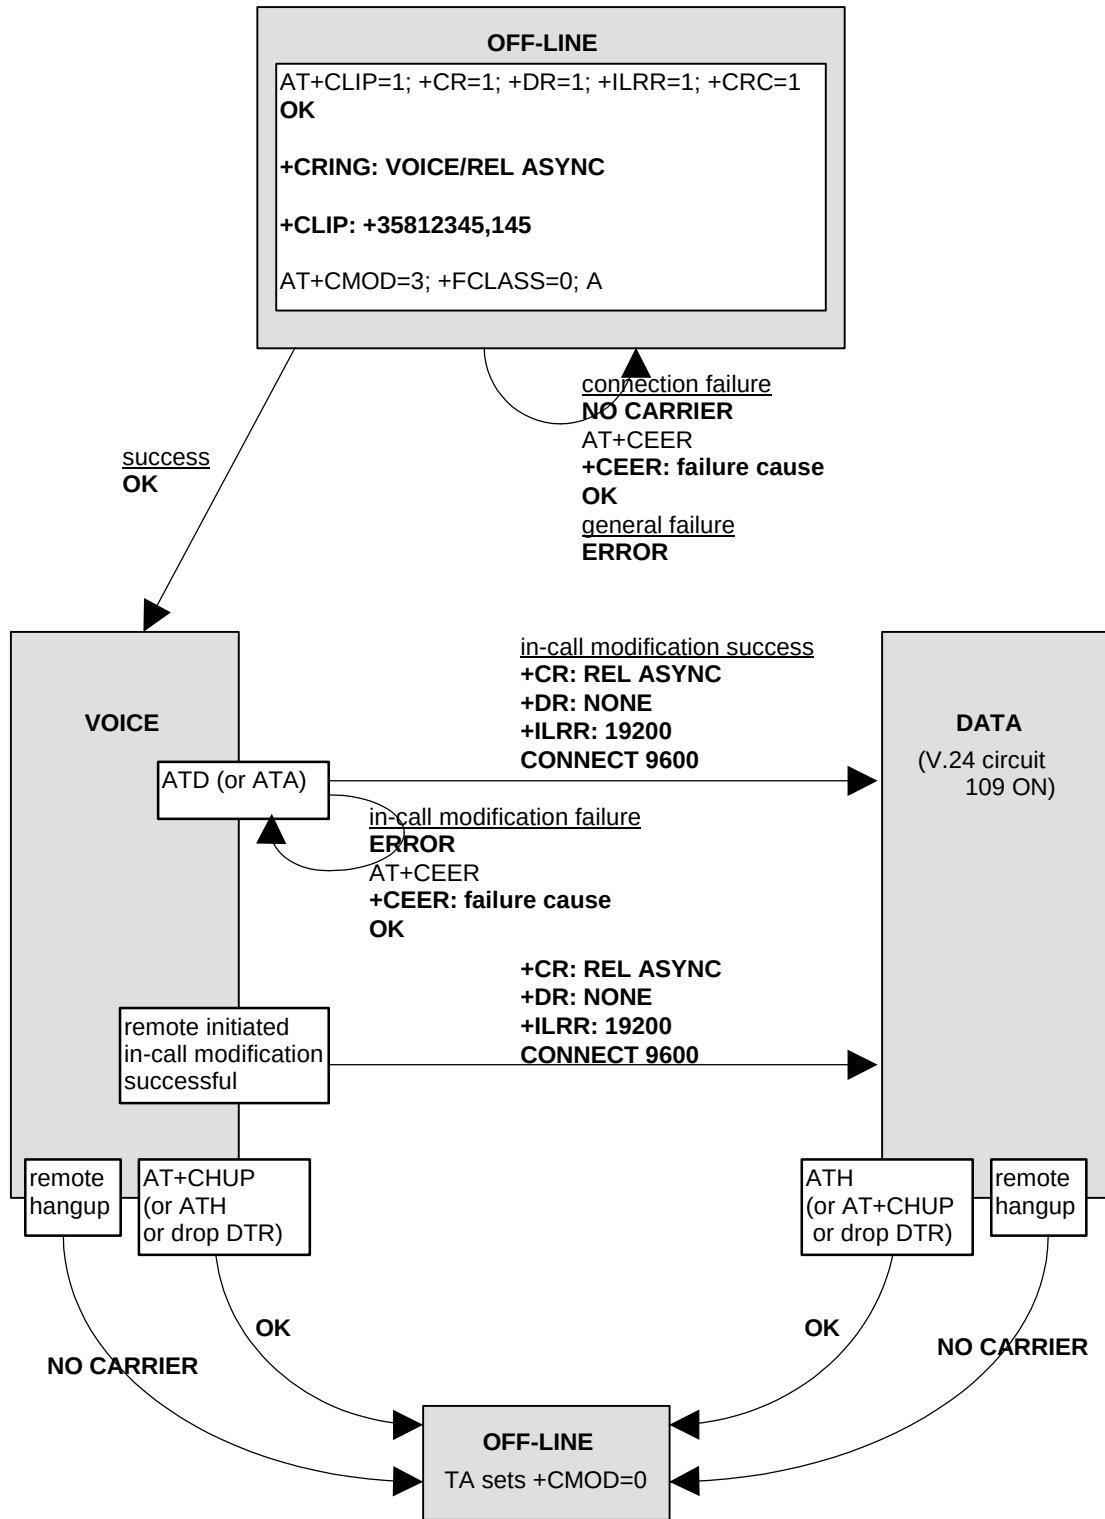 OFF-LINE
AT+CLIP=1; +CR=1; +DR=1; +ILRR=1; +CRC=1
OK
+CRING: VOICE/REL ASYNC
+CLIP: +35812345,145
AT+CMOD=3; +FCLASS=0; A
connection failure
NO CARRIER
AT+CEER
+CEER: failure cause
OK
general failure
ERROR
success
OK
VOICE
in-call modification success
+CR: REL ASYNC
+DR: NONE
+ILRR: 19200
CONNECT 9600
DATA
(V.24 circuit
109 ON)
ATD (or ATA)
in-call modification failure
ERROR
AT+CEER
+CEER: failure cause
OK
+CR: REL ASYNC
+DR: NONE
+ILRR: 19200
CONNECT 9600
remote initiated
in-call modification
successful
remote
hangup
AT+CHUP
(or ATH
or drop DTR)
ATH
(or AT+CHUP
or drop DTR)
remote
hangup
OK
NO CARRIER
OK
NO CARRIER
OFF-LINE
TA sets +CMOD=0